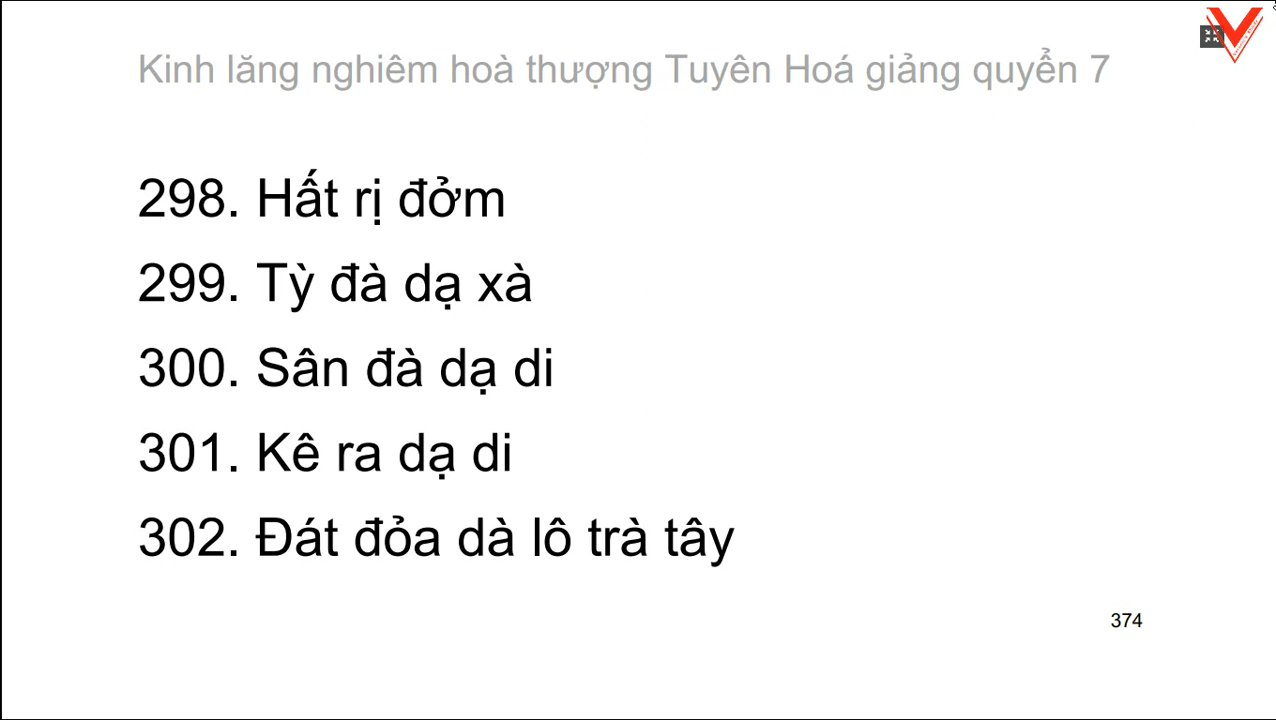 Kinh lăng nghiêm hoà thượng Tuyên Hoá giảng quyển 7
298. Hất rị đởm
299. Tỳ đà dạ xà
300. Sân đà dạ di
301. Kê ra dạ di
302. Đát đỏa dà lô trà tây
374